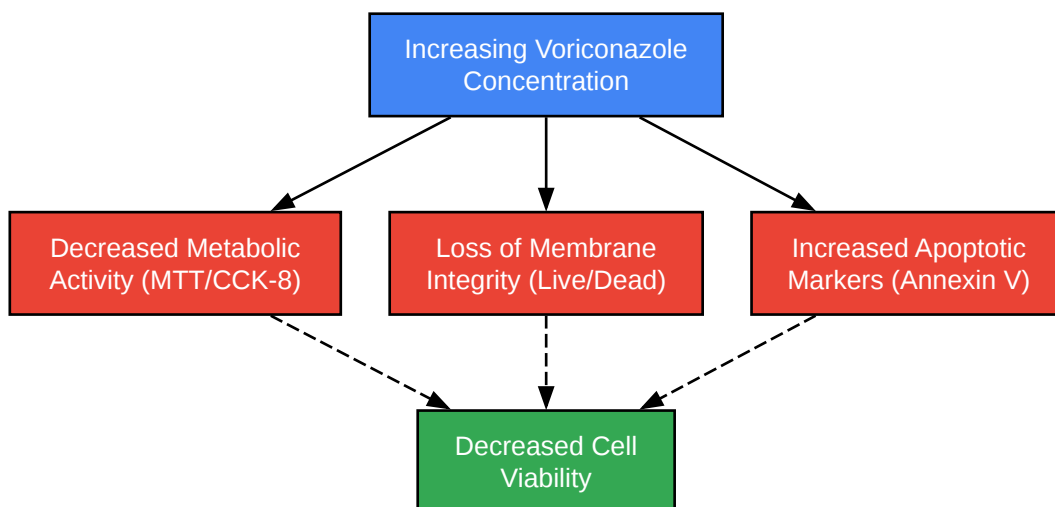 Increasing Voriconazole
Concentration
Decreased Metabolic
Activity (MTT/CCK-8)
Loss of Membrane
Integrity (Live/Dead)
Increased Apoptotic
Markers (Annexin V)
Decreased Cell
Viability